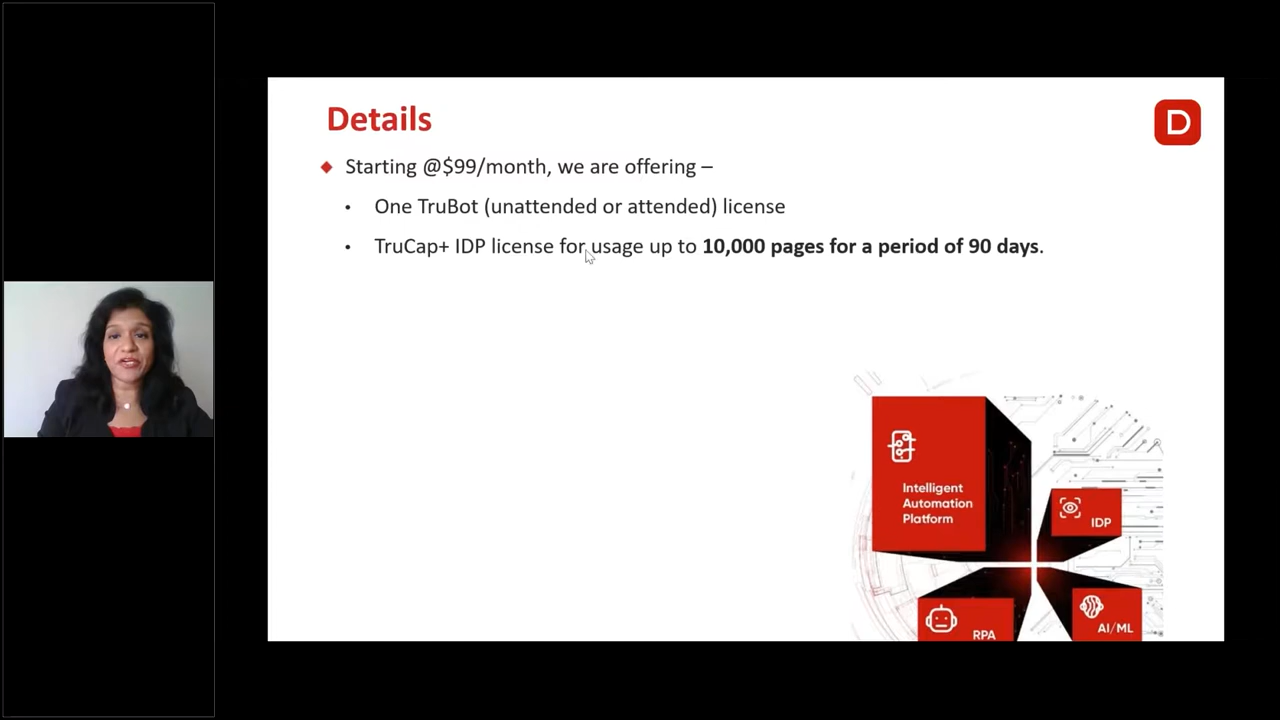 Details
D
Starting @$99/month, we are offering –
One TruBot (unattended or attended) license
TruCap+ IDP license for usage up to 10,000 pages for a period of 90 days.
Intelligent
Automation
Platform
IDP
RPA
AI/ML